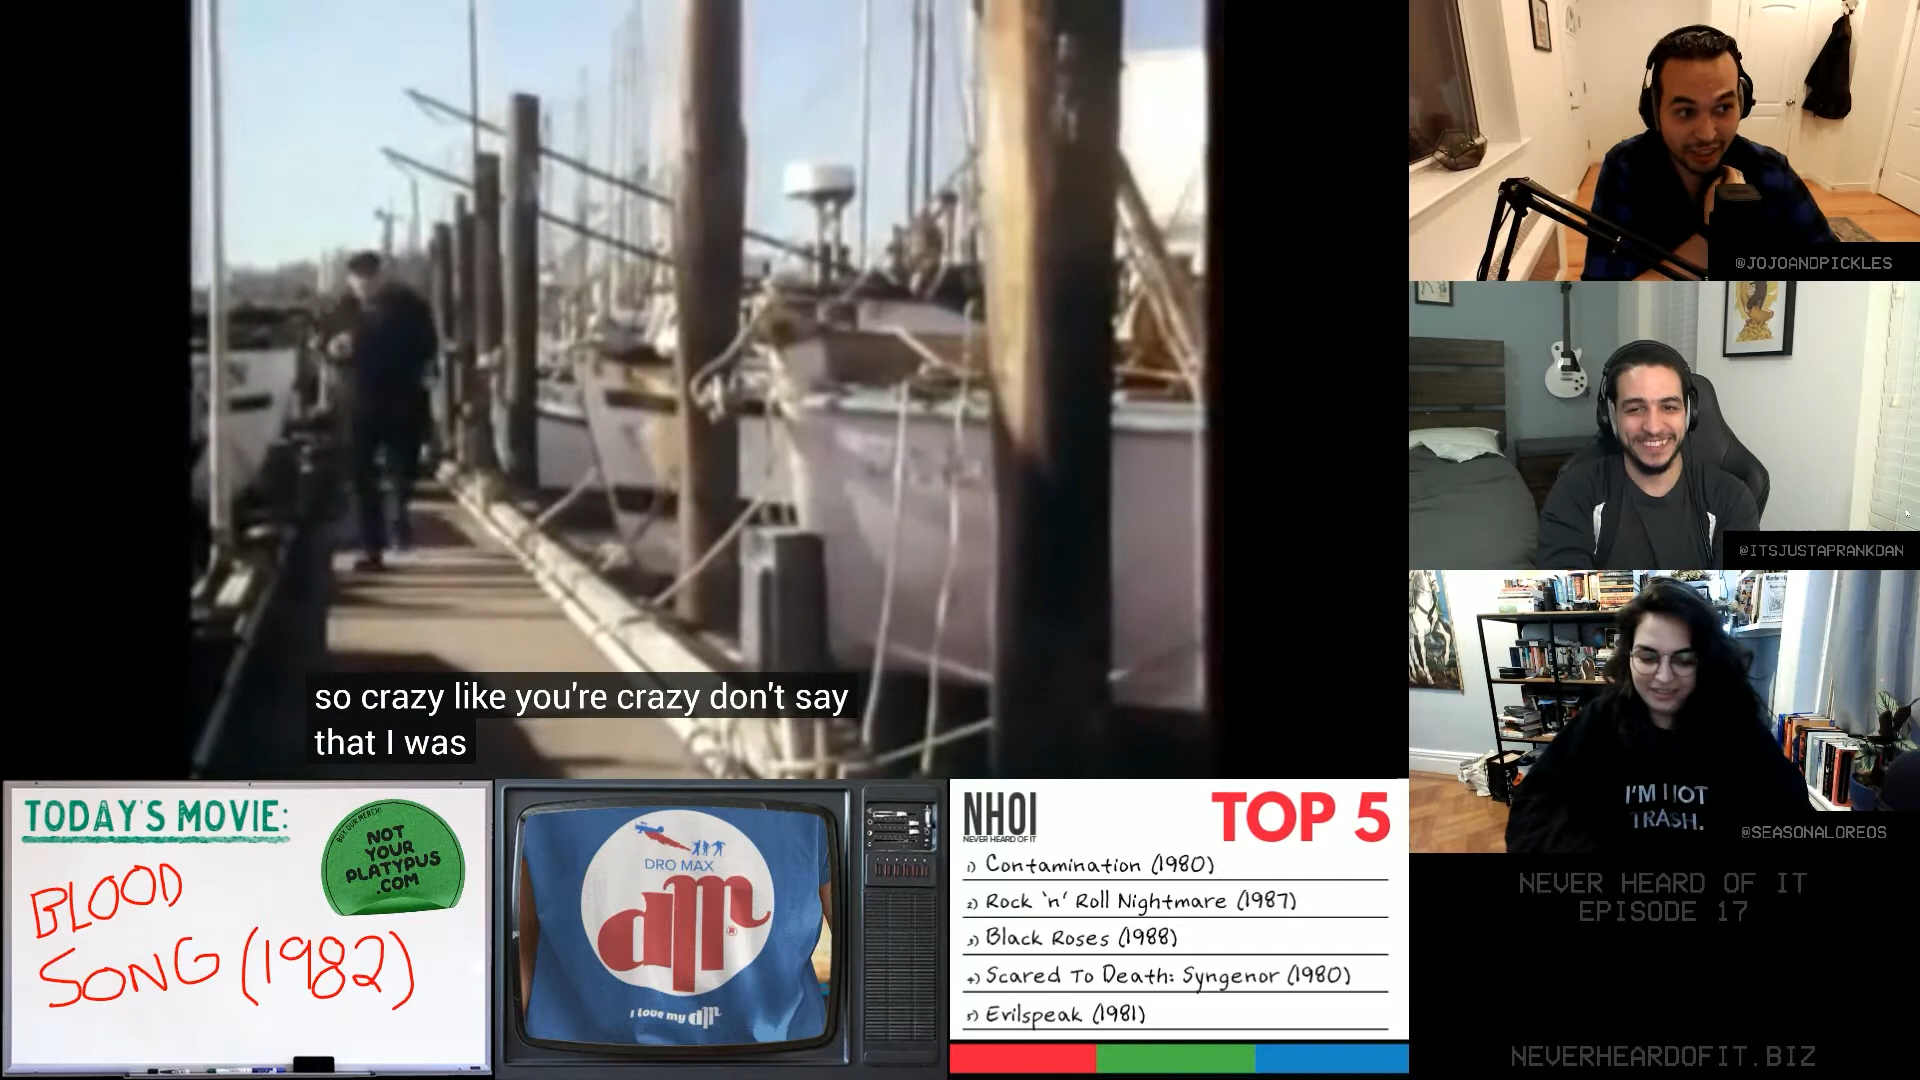 @JOJOANDPICKLES
@ITSJUSTAPRANKDAN
so crazy like you're crazy don't say
that I was
I'M NOT
TRASH.
@SEASONALOREOS
TODAY'S MOVIE:
BLOOD
SONG (1982)
BUY OUR MERCH!
NOT
YOUR
PLATYPUS
.COM
DRO MAX
dm
®
I love my dm
NHOI
NEVER HEARD OF IT
TOP 5
1) Contamination (1980)
2) Rock 'n' Roll Nightmare (1987)
3) Black Roses (1988)
4) Scared To Death: Syngenor (1980)
5) Evilspeak (1981)
NEVER HEARD OF IT
EPISODE 17
NEVERHEARDOFIT.BIZ